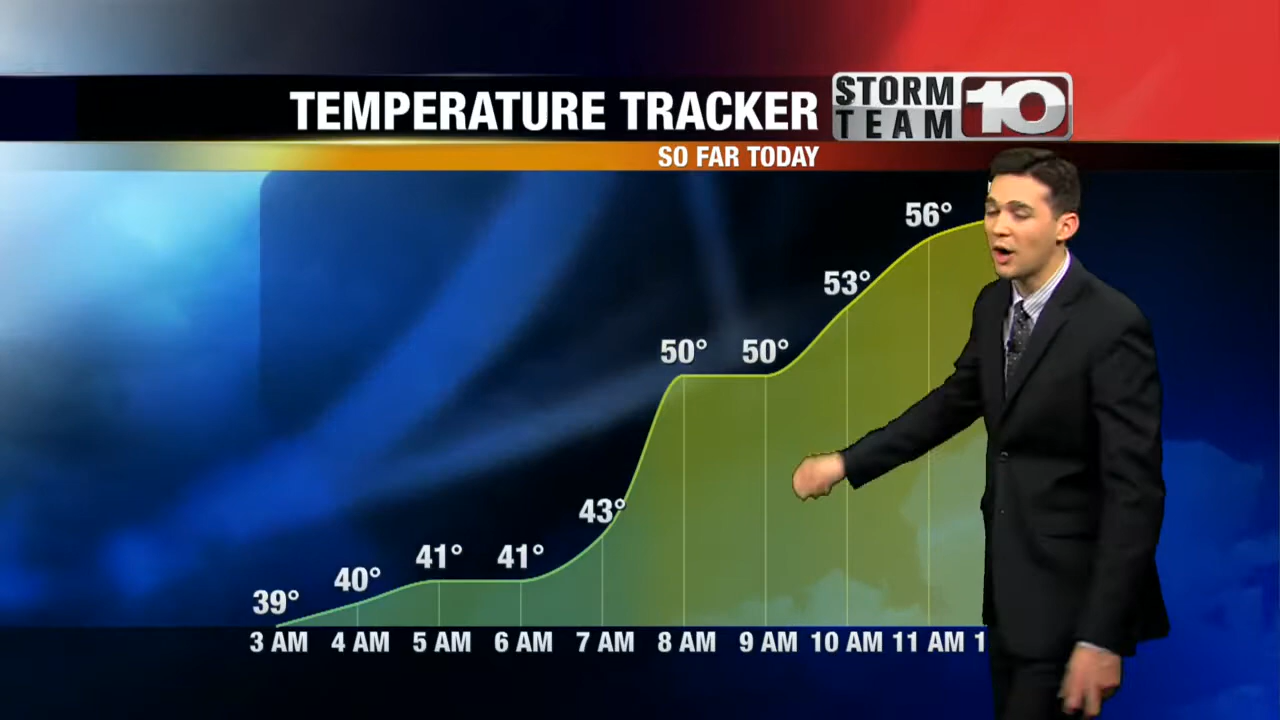 TEMPERATURE TRACKER
STORM TEAM 10
SO FAR TODAY
56°
53°
50° 50°
43°
41° 41°
40°
39°
3 AM 4 AM 5 AM 6 AM 7 AM 8 AM 9 AM 10 AM 11 AM 1